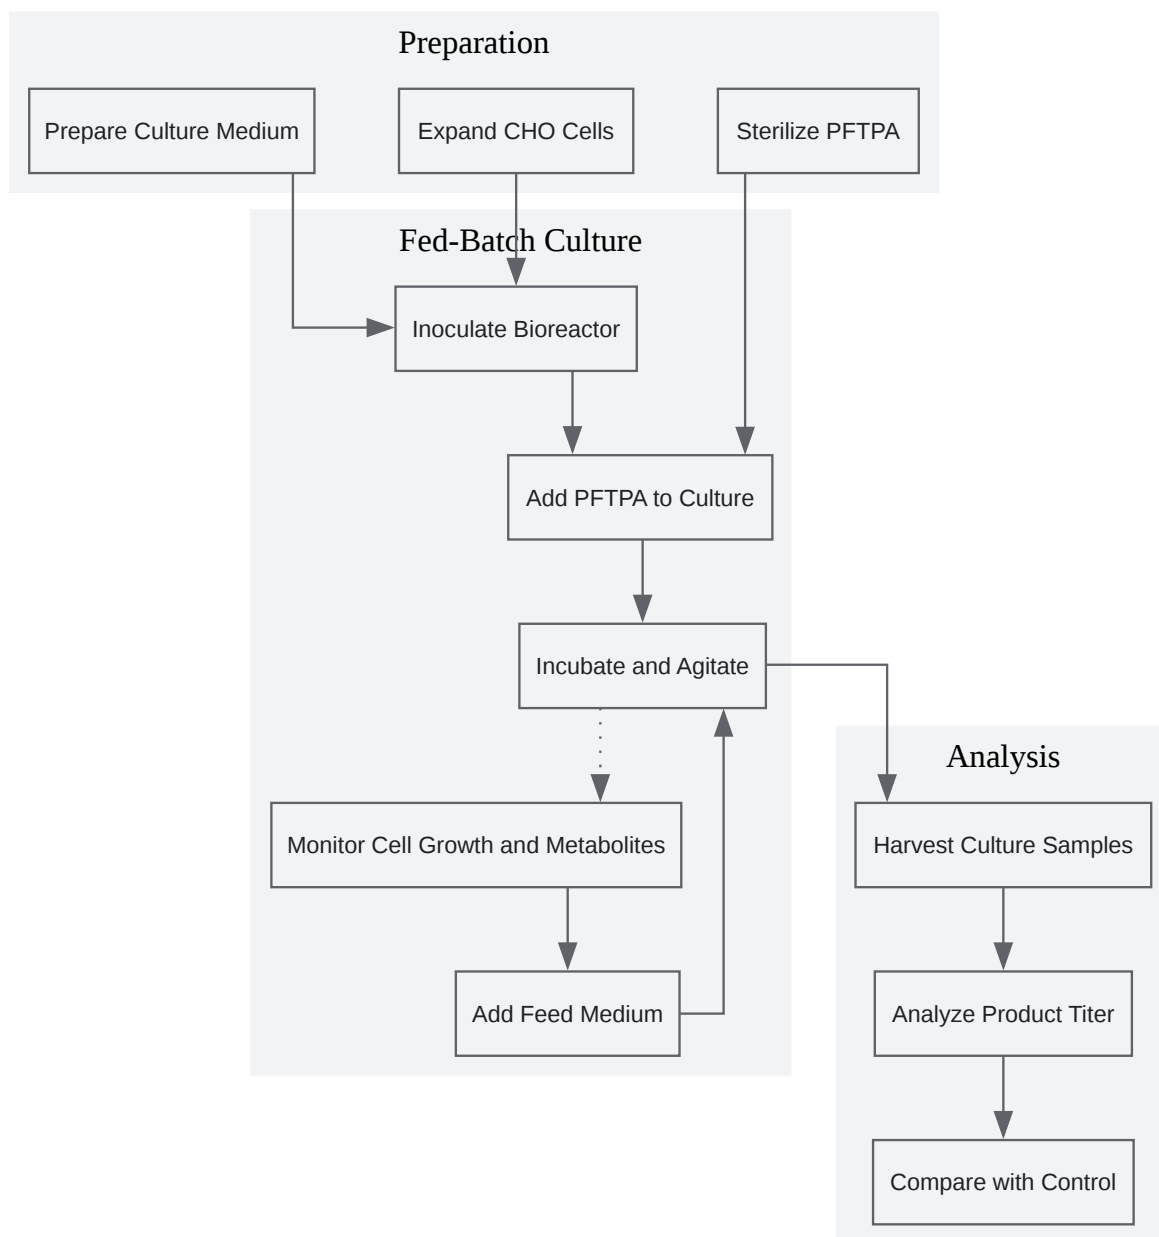 Preparation
Prepare Culture Medium
Expand CHO Cells
Sterilize PFTPA
Fed-Batch Culture
Inoculate Bioreactor
Add PFTPA to Culture
Incubate and Agitate
Monitor Cell Growth and Metabolites
Add Feed Medium
Analysis
Harvest Culture Samples
Analyze Product Titer
Compare with Control